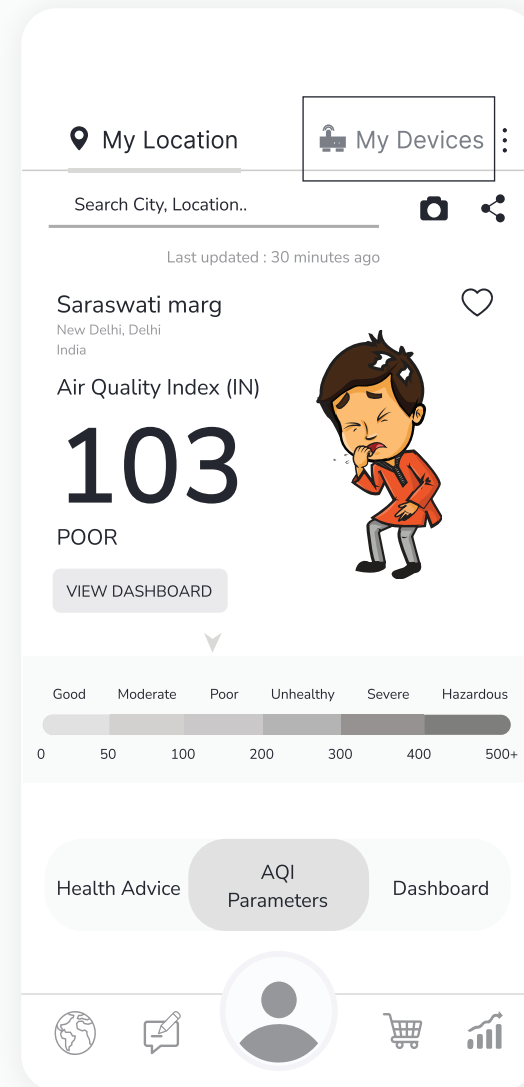 My Location
My Devices
Search City, Location..
Last updated : 30 minutes ago
Saraswati marg
New Delhi, Delhi
India
Air Quality Index (IN)
103
POOR
VIEW DASHBOARD
Good Moderate Poor Unhealthy Severe Hazardous
0 50 100 200 300 400 500+
Health Advice
AQI
Parameters
Dashboard